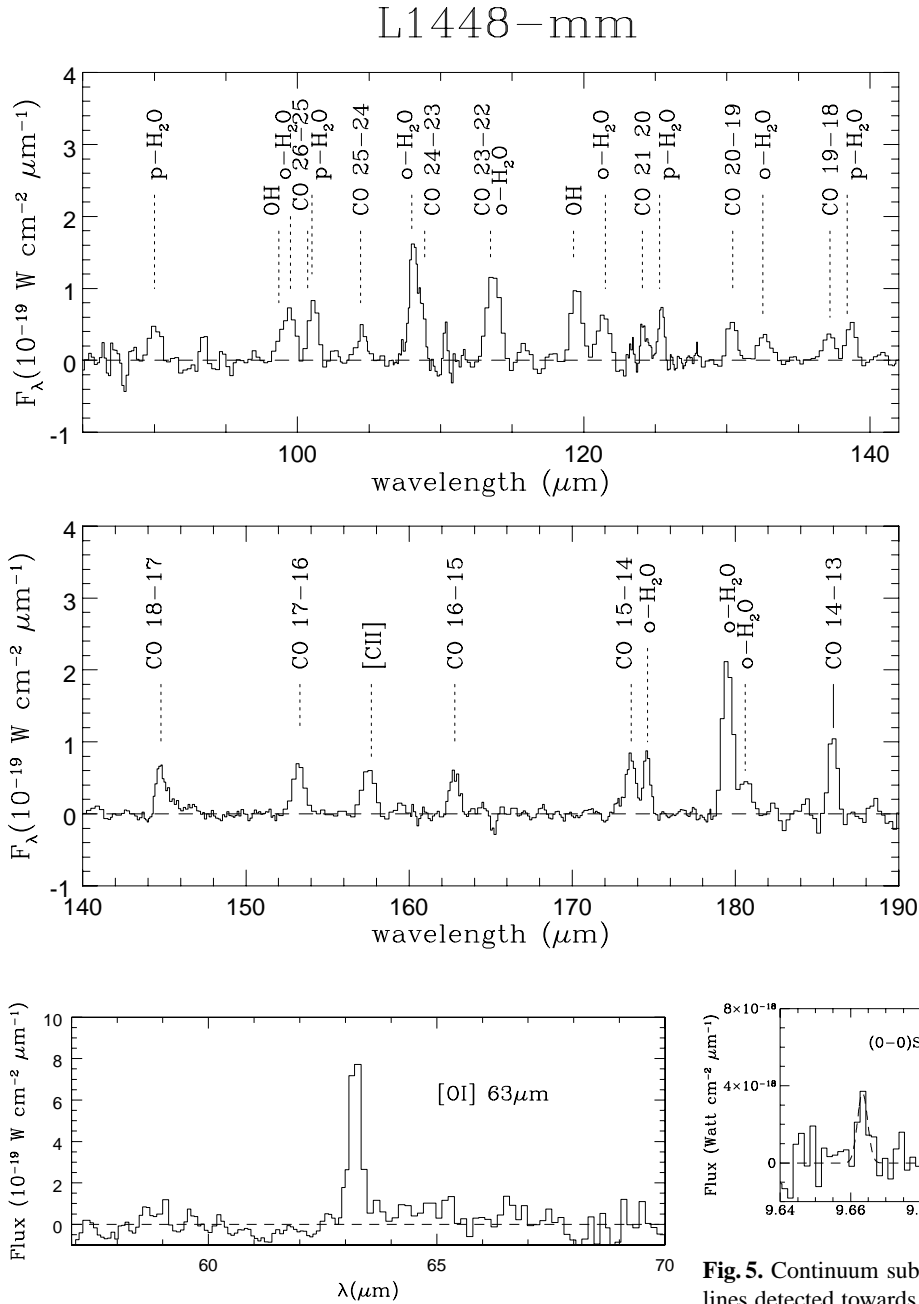 L1448-mm
4
3
2
1
0
-1
F_λ(10⁻¹⁹ W cm⁻² μm⁻¹)
p-H₂O
OH
o-H₂O
CO 26-25
p-H₂O
CO 25-24
o-H₂O
CO 24-23
CO 23-22
o-H₂O
OH
o-H₂O
CO 21 20
p-H₂O
CO 20-19
o-H₂O
CO 19-18
p-H₂O
100 120 140
wavelength (μm)
4
3
2
1
0
-1
F_λ(10⁻¹⁹ W cm⁻² μm⁻¹)
CO 18-17
CO 17-16
[CII]
CO 16-15
CO 15-14
o-H₂O
o-H₂O
o-H₂O
CO 14-13
140 150 160 170 180 190
wavelength (μm)
10
8
6
4
2
0
Flux (10⁻¹⁹ W cm⁻² μm⁻¹)
[OI] 63μm
60 65 70
λ(μm)
8×10⁻¹⁸
4×10⁻¹⁸
0
Flux (Watt cm⁻² μm⁻¹)
(0-0)S
9.64 9.66 9.
Fig. 5. Continuum sub
lines detected towards